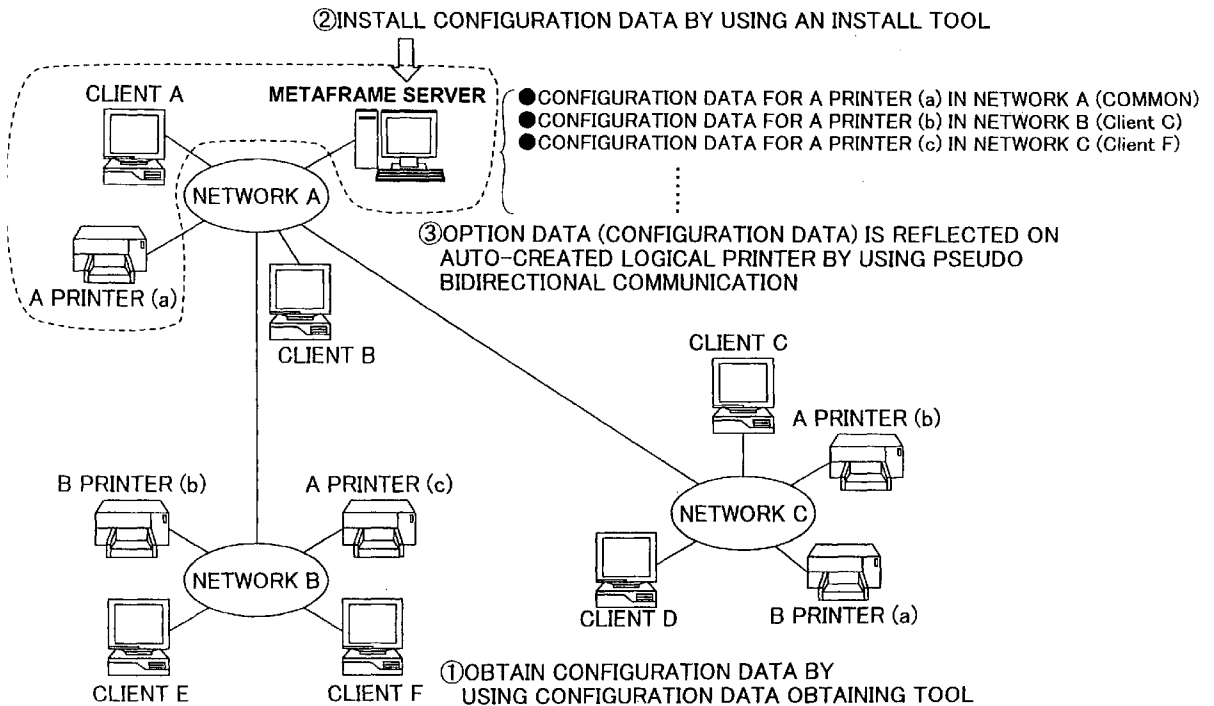 ②INSTALL CONFIGURATION DATA BY USING AN INSTALL TOOL
CLIENT A
METAFRAME SERVER
●CONFIGURATION DATA FOR A PRINTER (a) IN NETWORK A (COMMON)
●CONFIGURATION DATA FOR A PRINTER (b) IN NETWORK B (Client C)
●CONFIGURATION DATA FOR A PRINTER (c) IN NETWORK C (Client F)
NETWORK A
③OPTION DATA (CONFIGURATION DATA) IS REFLECTED ON
AUTO-CREATED LOGICAL PRINTER BY USING PSEUDO
BIDIRECTIONAL COMMUNICATION
A PRINTER (a)
CLIENT B
CLIENT C
A PRINTER (b)
B PRINTER (b)
A PRINTER (c)
NETWORK C
NETWORK B
CLIENT D
B PRINTER (a)
CLIENT E
CLIENT F
①OBTAIN CONFIGURATION DATA BY
USING CONFIGURATION DATA OBTAINING TOOL